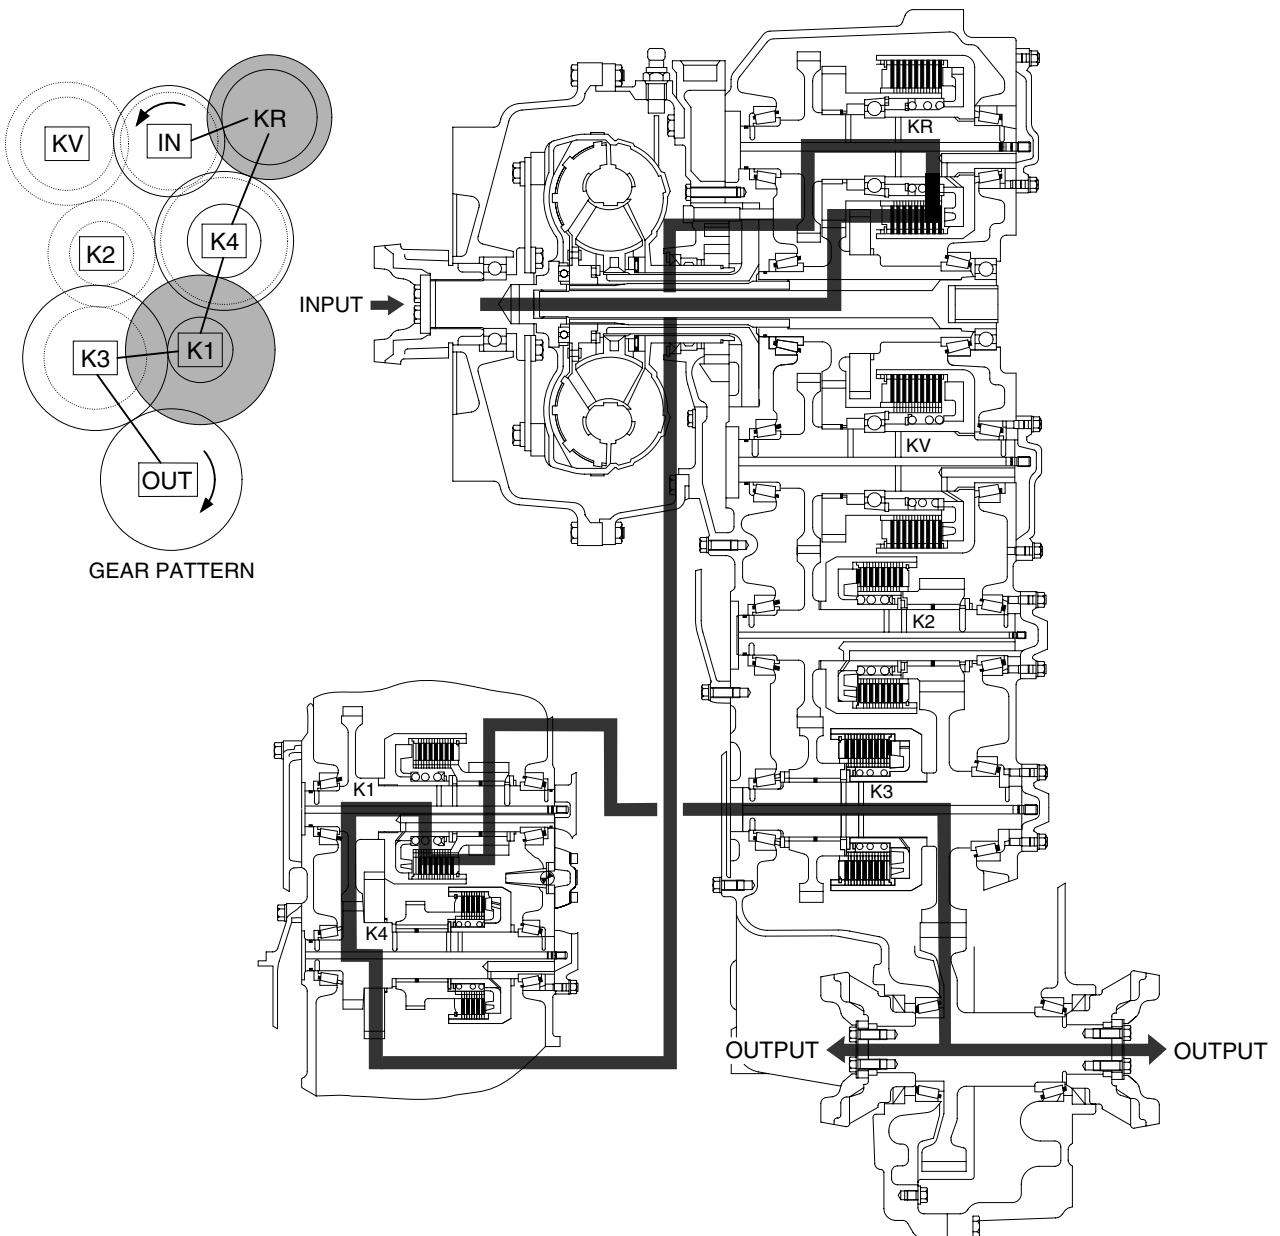 KV
IN
KR
K4
K2
K3
K1
OUT
GEAR PATTERN
INPUT
KR
KV
K2
K3
K1
K4
OUTPUT
OUTPUT